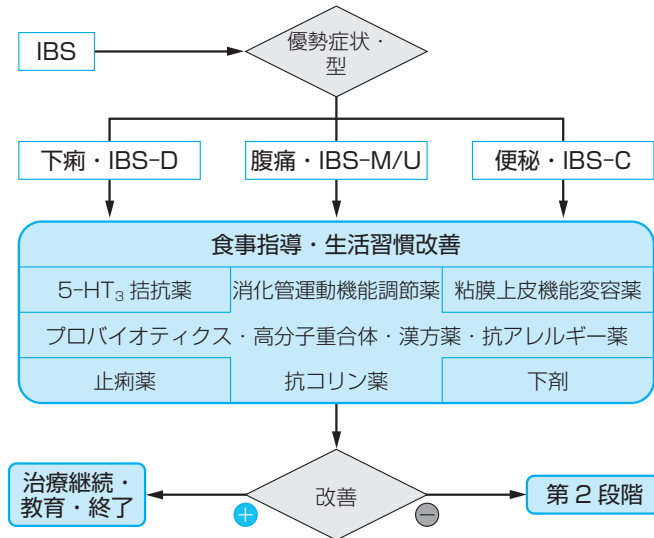 IBS
優勢症状・
型
下痢・IBS-D
腹痛・IBS-M/U
便秘・IBS-C
食事指導・生活習慣改善
5-HT₃ 拮抗薬
消化管運動機能調節薬
粘膜上皮機能変容薬
プロバイオティクス・高分子重合体・漢方薬・抗アレルギー薬
止痢薬
抗コリン薬
下剤
治療継続・
教育・終了
+
改善
−
第 2 段階